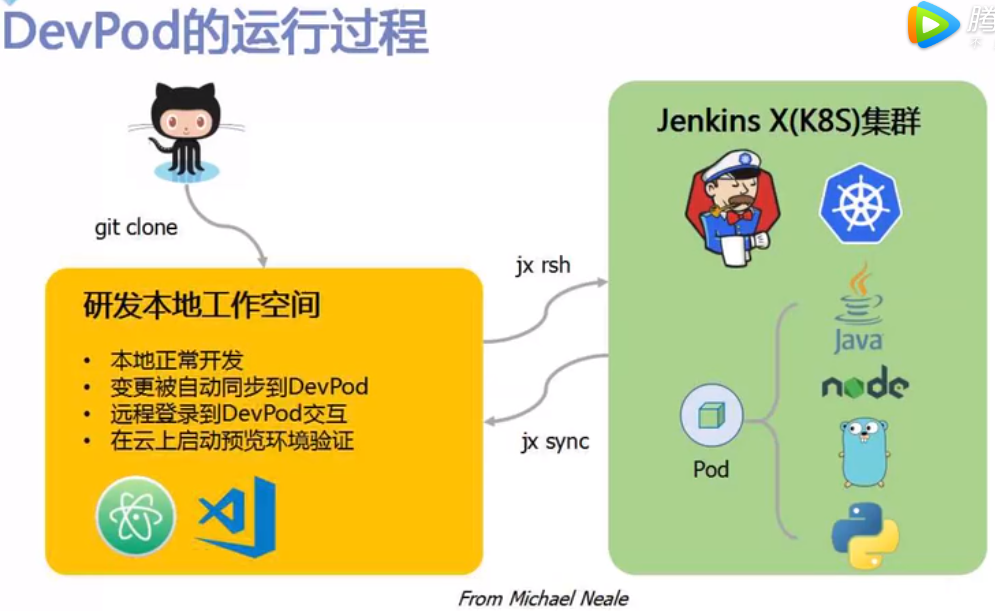 DevPod的运行过程
腾
git clone
Jenkins X(K8S)集群
jx rsh
研发本地工作空间
• 本地正常开发
• 变更被自动同步到DevPod
• 远程登录到DevPod交互
• 在云上启动预览环境验证
jx sync
Java
node
Pod
From Michael Neale